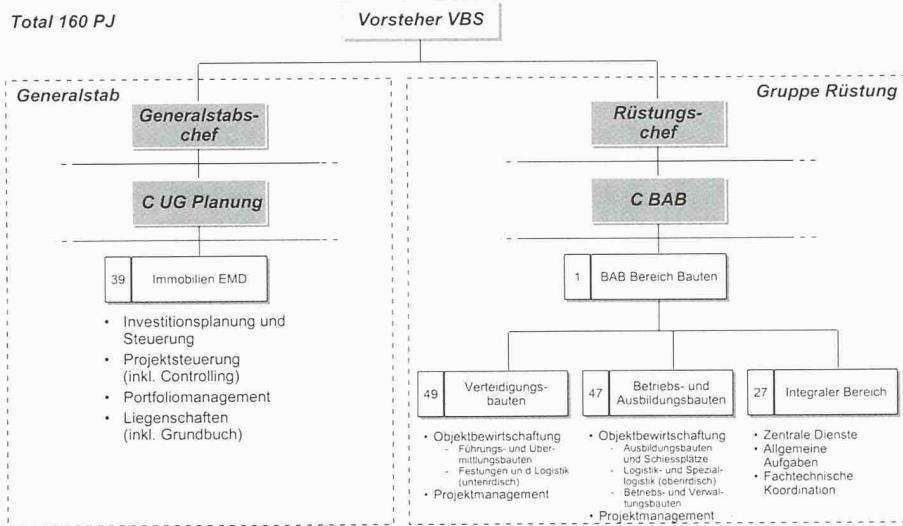 Total 160 PJ
Vorsteher VBS
Generalstab
Generalstabs-
chef
C UG Planung
39 Immobilien EMD
• Investitionsplanung und
Steuerung
• Projektsteuerung
(inkl. Controlling)
• Portfoliomanagement
• Liegenschaften
(inkl. Grundbuch)
Gruppe Rüstung
Rüstungs-
chef
C BAB
1 BAB Bereich Bauten
49 Verteidigungs-
bauten
• Objektbewirtschaftung
- Führungs- und Über-
mittlungsbauten
- Festungen un d Logistik
(unterirdisch)
• Projektmanagement
47 Betriebs- und
Ausbildungsbauten
• Objektbewirtschaftung
- Ausbildungsbauten
und Schiessplätze
- Logistik- und Spezial-
logistik (oberirdisch)
- Betriebs- und Verwal-
tungsbauten
• Projektmanagement
27 Integraler Bereich
• Zentrale Dienste
• Allgemeine
Aufgaben
• Fachtechnische
Koordination